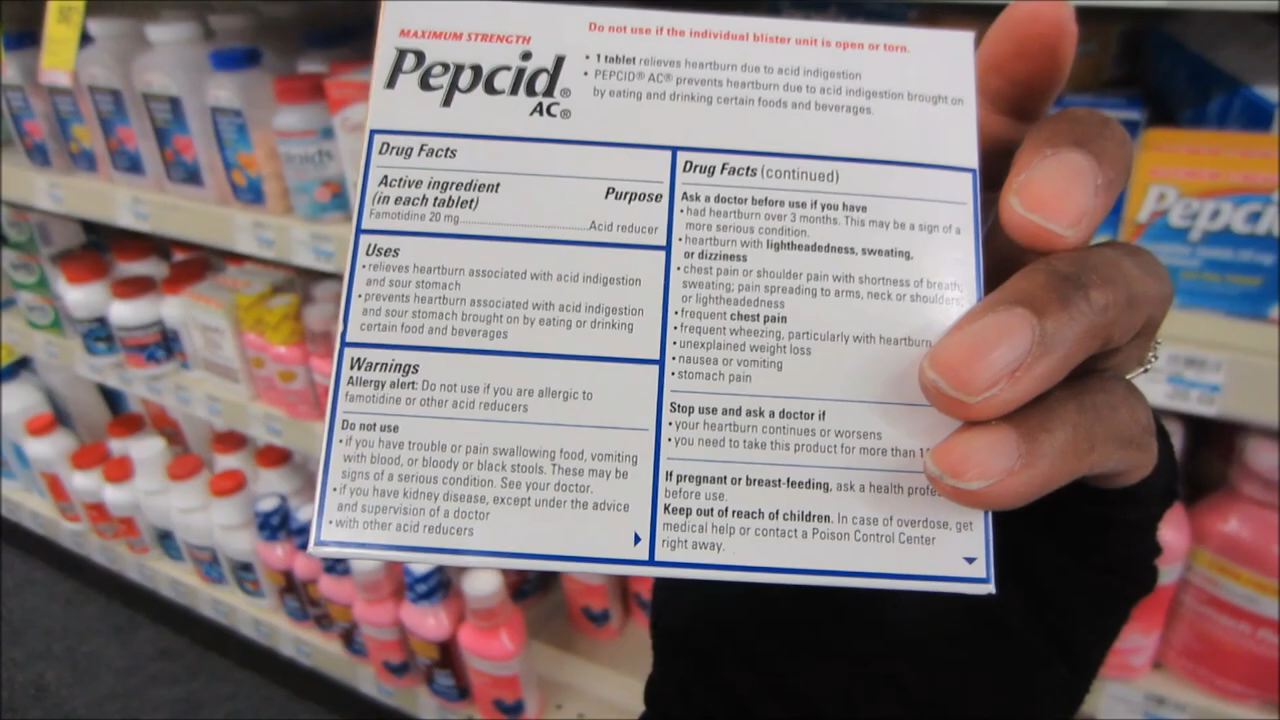 MAXIMUM STRENGTH
Pepcid®
AC®
Do not use if the individual blister unit is open or torn.
• 1 tablet relieves heartburn due to acid indigestion
• PEPCID® AC® prevents heartburn due to acid indigestion brought on
by eating and drinking certain foods and beverages.
Drug Facts
Active ingredient
(in each tablet) Purpose
Famotidine 20 mg..............................Acid reducer
Uses
• relieves heartburn associated with acid indigestion
and sour stomach
• prevents heartburn associated with acid indigestion
and sour stomach brought on by eating or drinking
certain food and beverages
Warnings
Allergy alert: Do not use if you are allergic to
famotidine or other acid reducers
Do not use
• if you have trouble or pain swallowing food, vomiting
with blood, or bloody or black stools. These may be
signs of a serious condition. See your doctor.
• if you have kidney disease, except under the advice
and supervision of a doctor
• with other acid reducers
Drug Facts (continued)
Ask a doctor before use if you have
• had heartburn over 3 months. This may be a sign of a
more serious condition.
• heartburn with lightheadedness, sweating,
or dizziness
• chest pain or shoulder pain with shortness of breath;
sweating; pain spreading to arms, neck or shoulders;
or lightheadedness
• frequent chest pain
• frequent wheezing, particularly with heartburn
• unexplained weight loss
• nausea or vomiting
• stomach pain
Stop use and ask a doctor if
• your heartburn continues or worsens
• you need to take this product for more than
If pregnant or breast-feeding, ask a health
before use.
Keep out of reach of children. In case of overdose, get
medical help or contact a Poison Control Center
right away.
Pepci